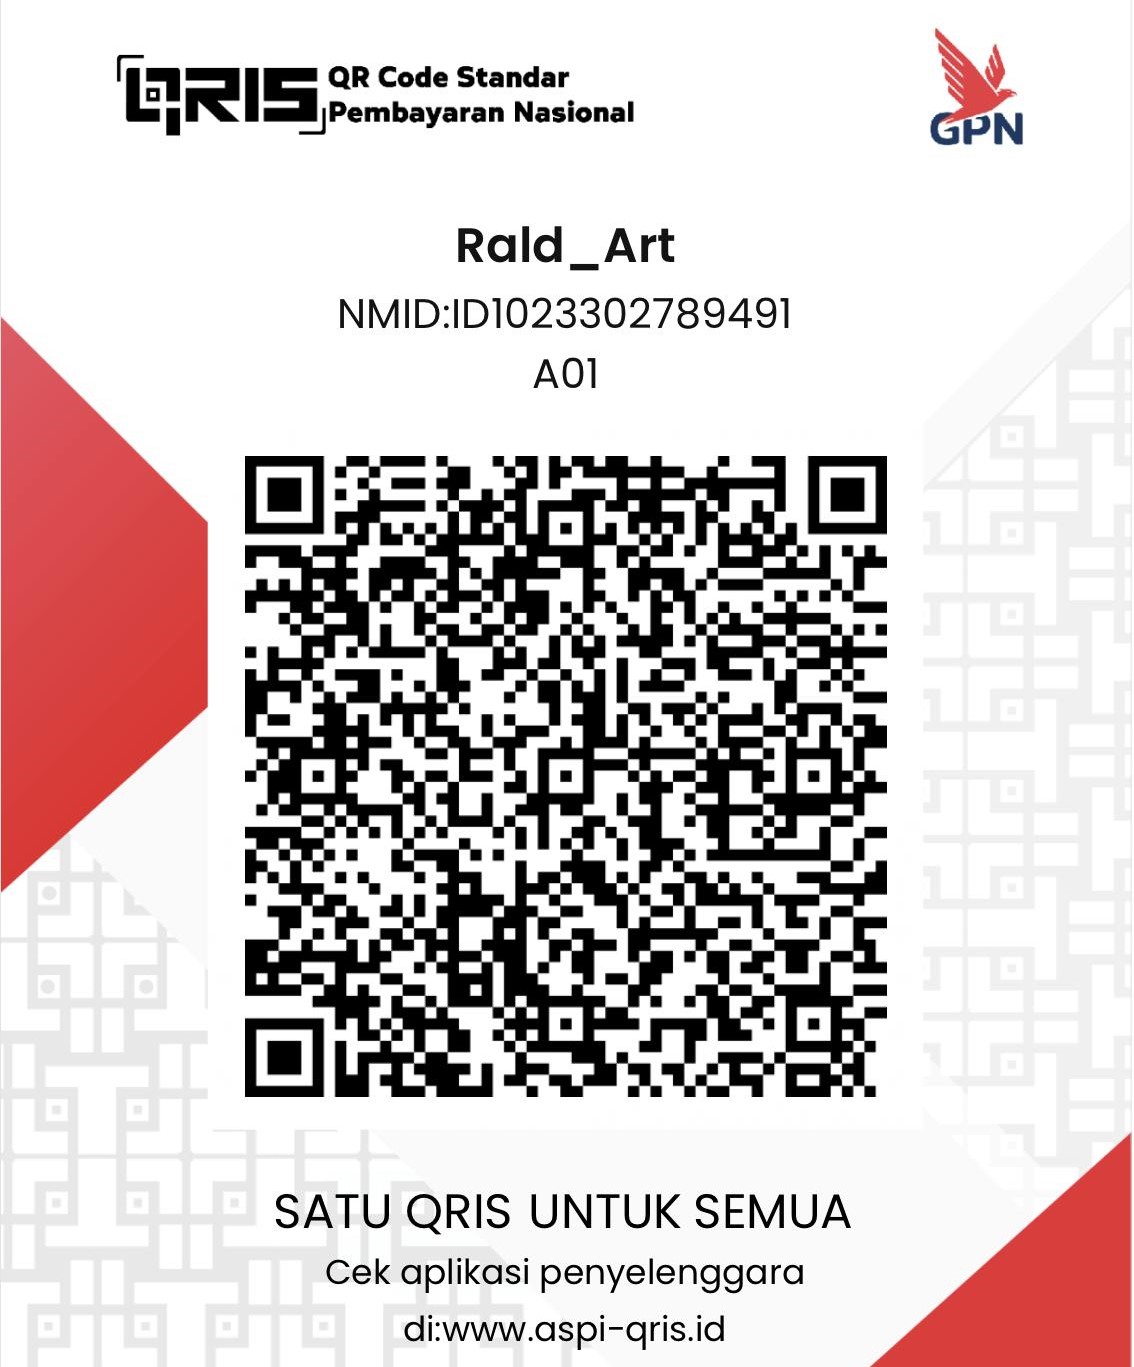 QRIS
QR Code Standar
Pembayaran Nasional
GPN
Rald_Art
NMID:ID1023302789491
A01
SATU QRIS UNTUK SEMUA
Cek aplikasi penyelenggara
di:www.aspi-qris.id